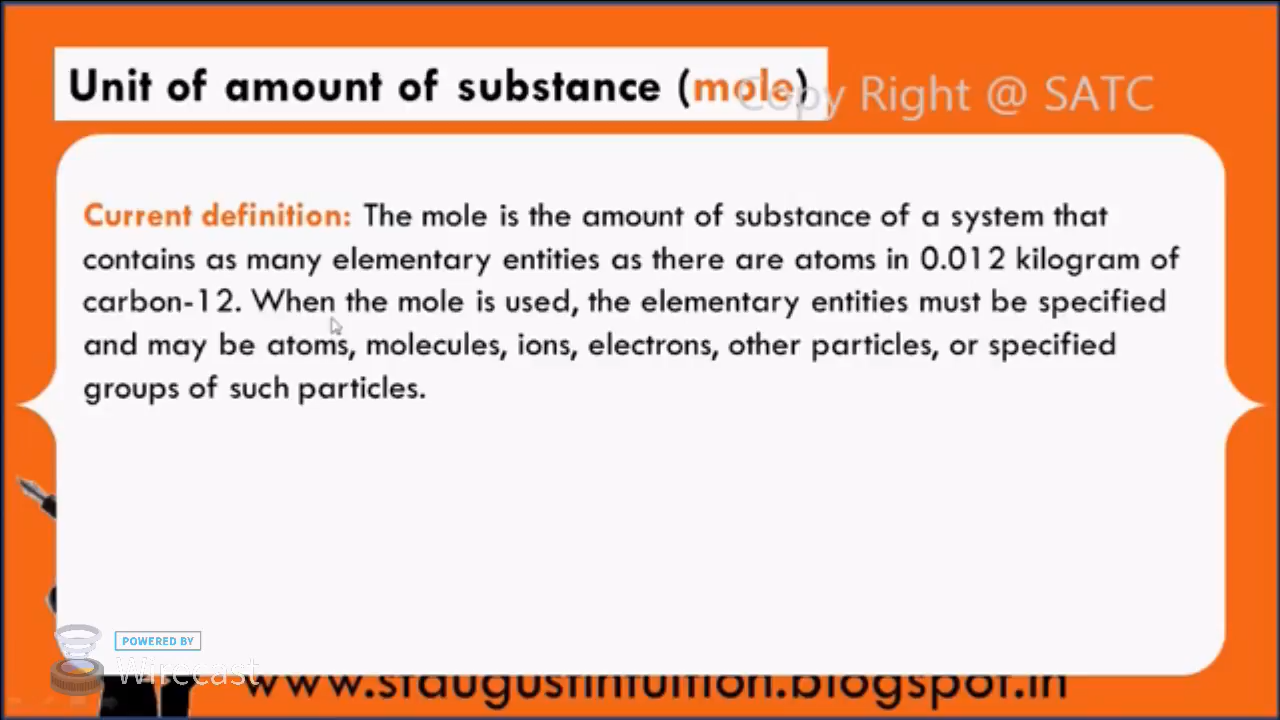 Unit of amount of substance (mole)
Copy Right @ SATC
Current definition: The mole is the amount of substance of a system that
contains as many elementary entities as there are atoms in 0.012 kilogram of
carbon-12. When the mole is used, the elementary entities must be specified
and may be atoms, molecules, ions, electrons, other particles, or specified
groups of such particles.
POWERED BY
Wirecast
www.staugustintuition.blogspot.in